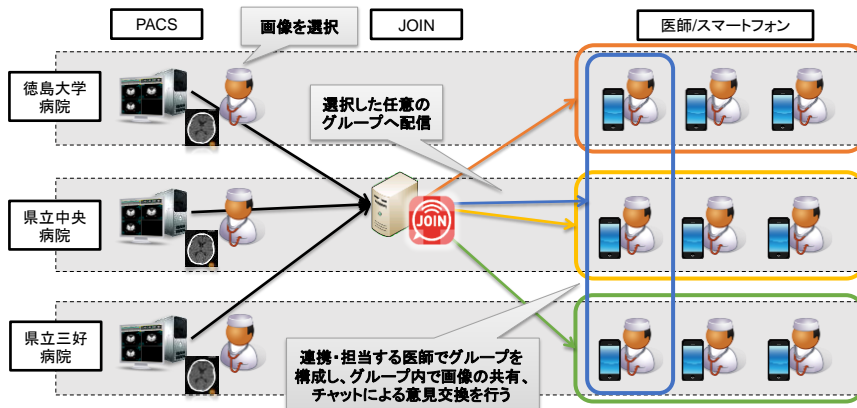 PACS
画像を選択
JOIN
医師/スマートフォン
徳島大学
病院
選択した任意の
グループへ配信
県立中央
病院
JOIN
県立三好
病院
連携・担当する医師でグループを
構成し、グループ内で画像の共有、
チャットによる意見交換を行う